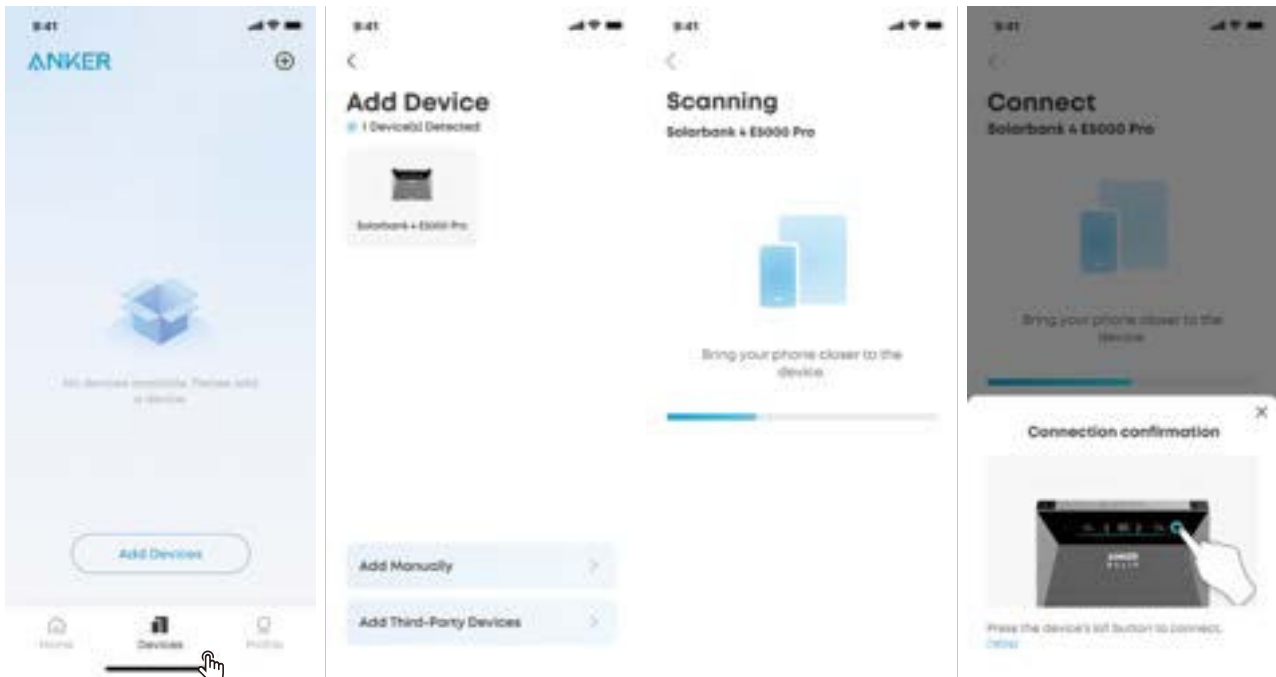 9:41
ANKER
No devices available. Please add
a device
Add Devices
Home
Devices
Profile
9:41
Add Device
1 Device(s) Detected
Solarbank 4 E5000 Pro
Add Manually
Add Third-Party Devices
9:41
Scanning
Solarbank 4 E5000 Pro
Bring your phone closer to the
device
9:41
Connect
Solarbank 4 E5000 Pro
Bring your phone closer to the
device
Connection confirmation
ANKER
SOLIX
Press the device's IoT button to connect.